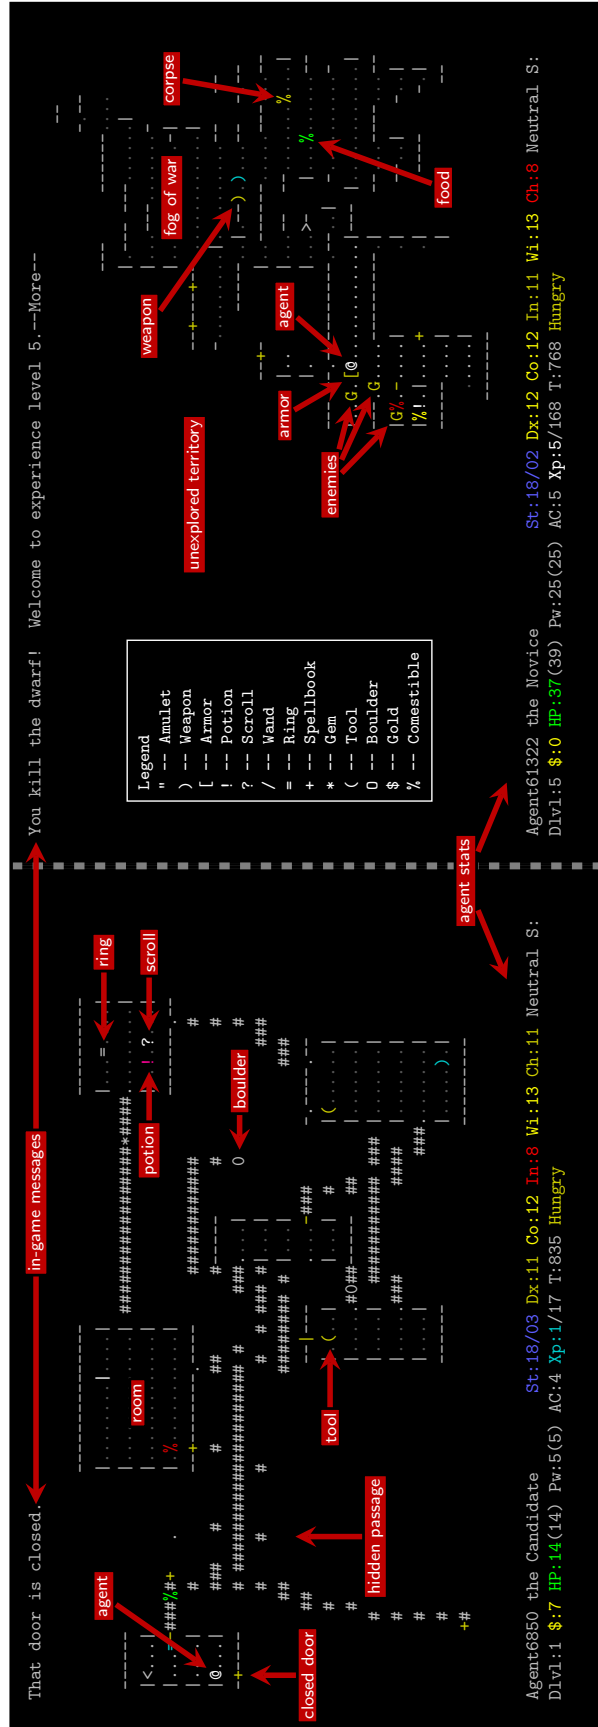 That door is closed.
in-game messages
You kill the dwarf!  Welcome to experience level 5.--More--
agent
closed door
hidden passage
room
tool
potion
ring
scroll
boulder
Agent6850 the Candidate
St:18/03 Dx:11 Co:12 In:8 Wi:13 Ch:11 Neutral S:
Dlvl:1 $:7 HP:14(14) Pw:5(5) AC:4 Xp:1/17 T:835 Hungry
agent stats
Legend
" -- Amulet
) -- Weapon
[ -- Armor
! -- Potion
? -- Scroll
/ -- Wand
= -- Ring
+ -- Spellbook
* -- Gem
( -- Tool
0 -- Boulder
$ -- Gold
% -- Comestible
unexplored territory
weapon
fog of war
corpse
armor
agent
enemies
food
Agent61322 the Novice
St:18/02 Dx:12 Co:12 In:11 Wi:13 Ch:8 Neutral S:
Dlvl:5 $:0 HP:37(39) Pw:25(25) AC:5 Xp:5/168 T:768 Hungry